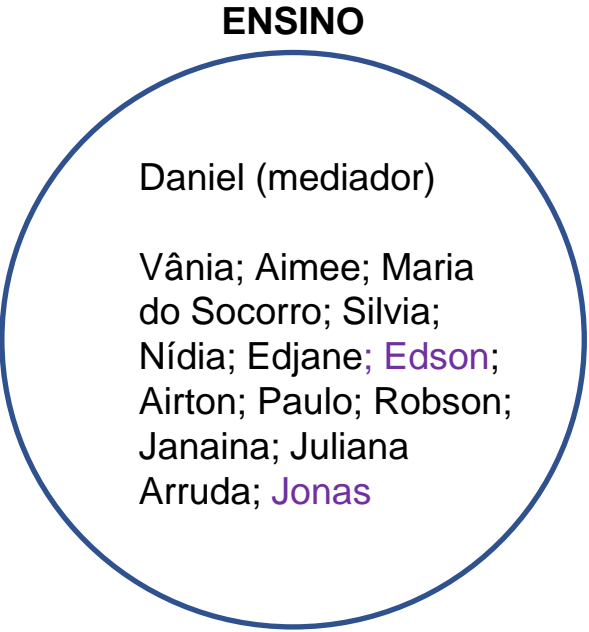 ENSINO
Daniel (mediador)
Vânia; Aimee; Maria
do Socorro; Silvia;
Nídia; Edjane; Edson;
Airton; Paulo; Robson;
Janaina; Juliana
Arruda; Jonas